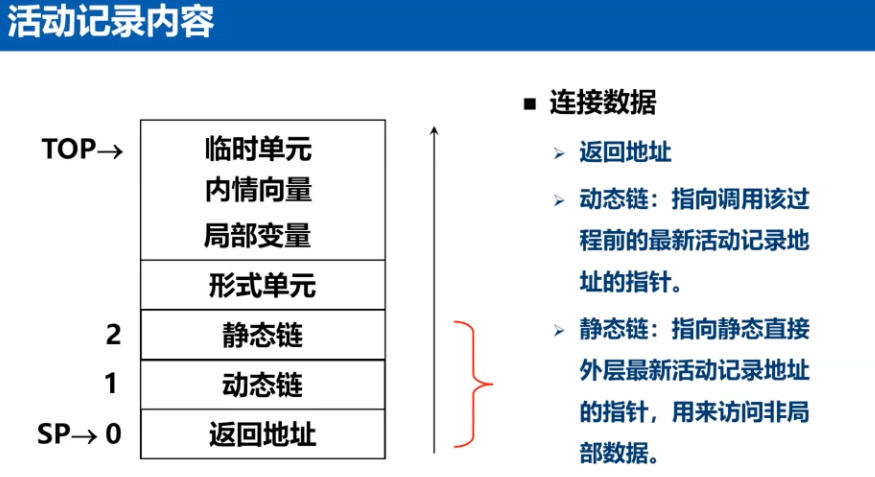 活动记录内容
TOP→
临时单元
内情向量
局部变量
形式单元
2
静态链
1
动态链
SP→ 0
返回地址
■ 连接数据
➢ 返回地址
➢ 动态链：指向调用该过
程前的最新活动记录地
址的指针。
➢ 静态链：指向静态直接
外层最新活动记录地址
的指针，用来访问非局
部数据。